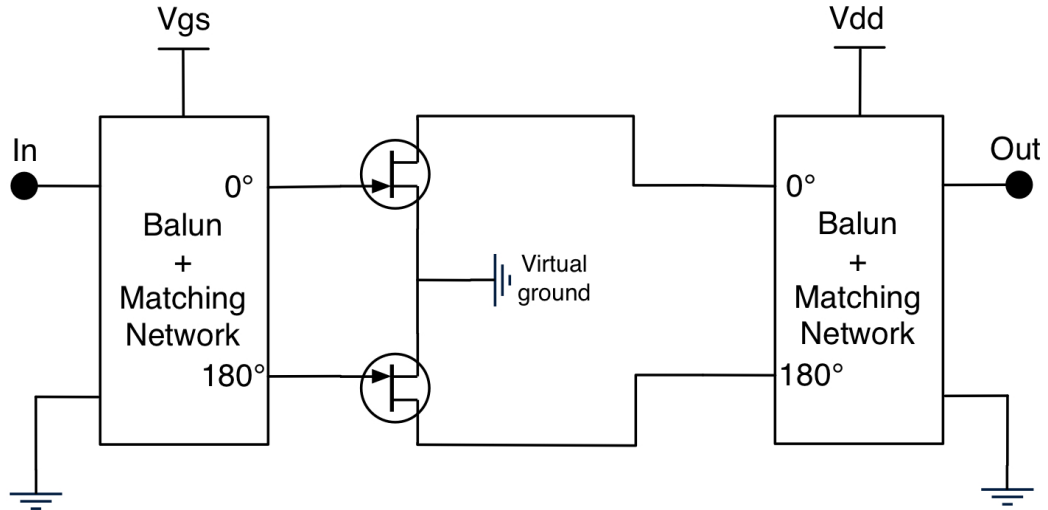 Vgs
Vdd
In
Out
0°
0°
Balun
+
Matching
Network
Virtual
ground
Balun
+
Matching
Network
180°
180°